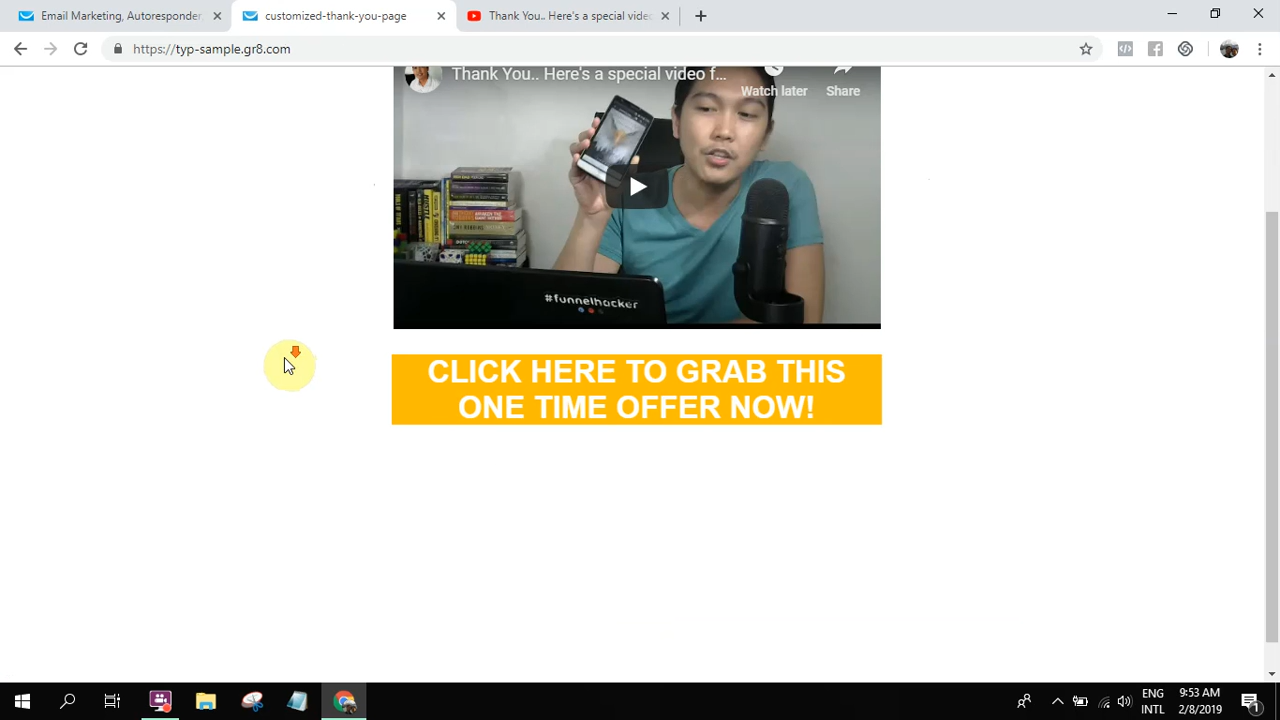 Email Marketing, Autoresponder
customized-thank-you-page
Thank You.. Here's a special video
https://typ-sample.gr8.com
Thank You.. Here's a special video f...
Watch later
Share
#funnelhacker
CLICK HERE TO GRAB THIS
ONE TIME OFFER NOW!
ENG
INTL
9:53 AM
2/8/2019
1